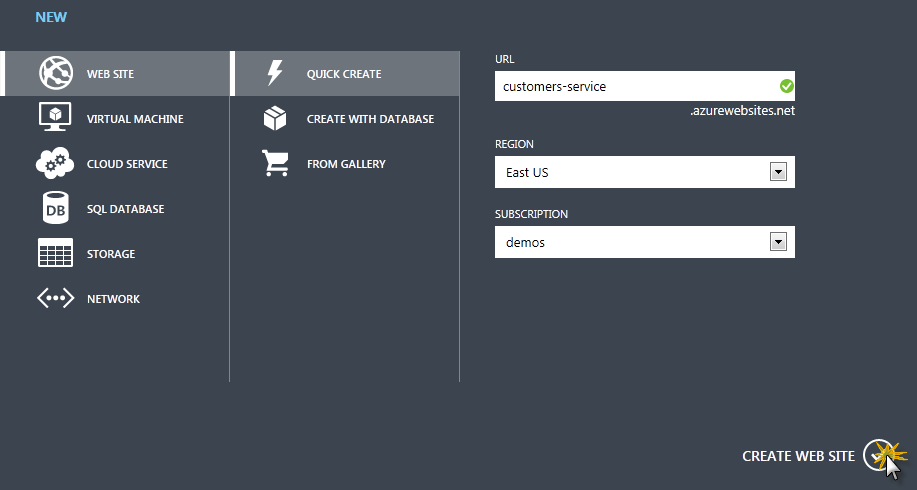 NEW
WEB SITE
VIRTUAL MACHINE
CLOUD SERVICE
DB
SQL DATABASE
STORAGE
NETWORK
QUICK CREATE
CREATE WITH DATABASE
FROM GALLERY
URL
customers-service
.azurewebsites.net
REGION
East US
SUBSCRIPTION
demos
CREATE WEB SITE